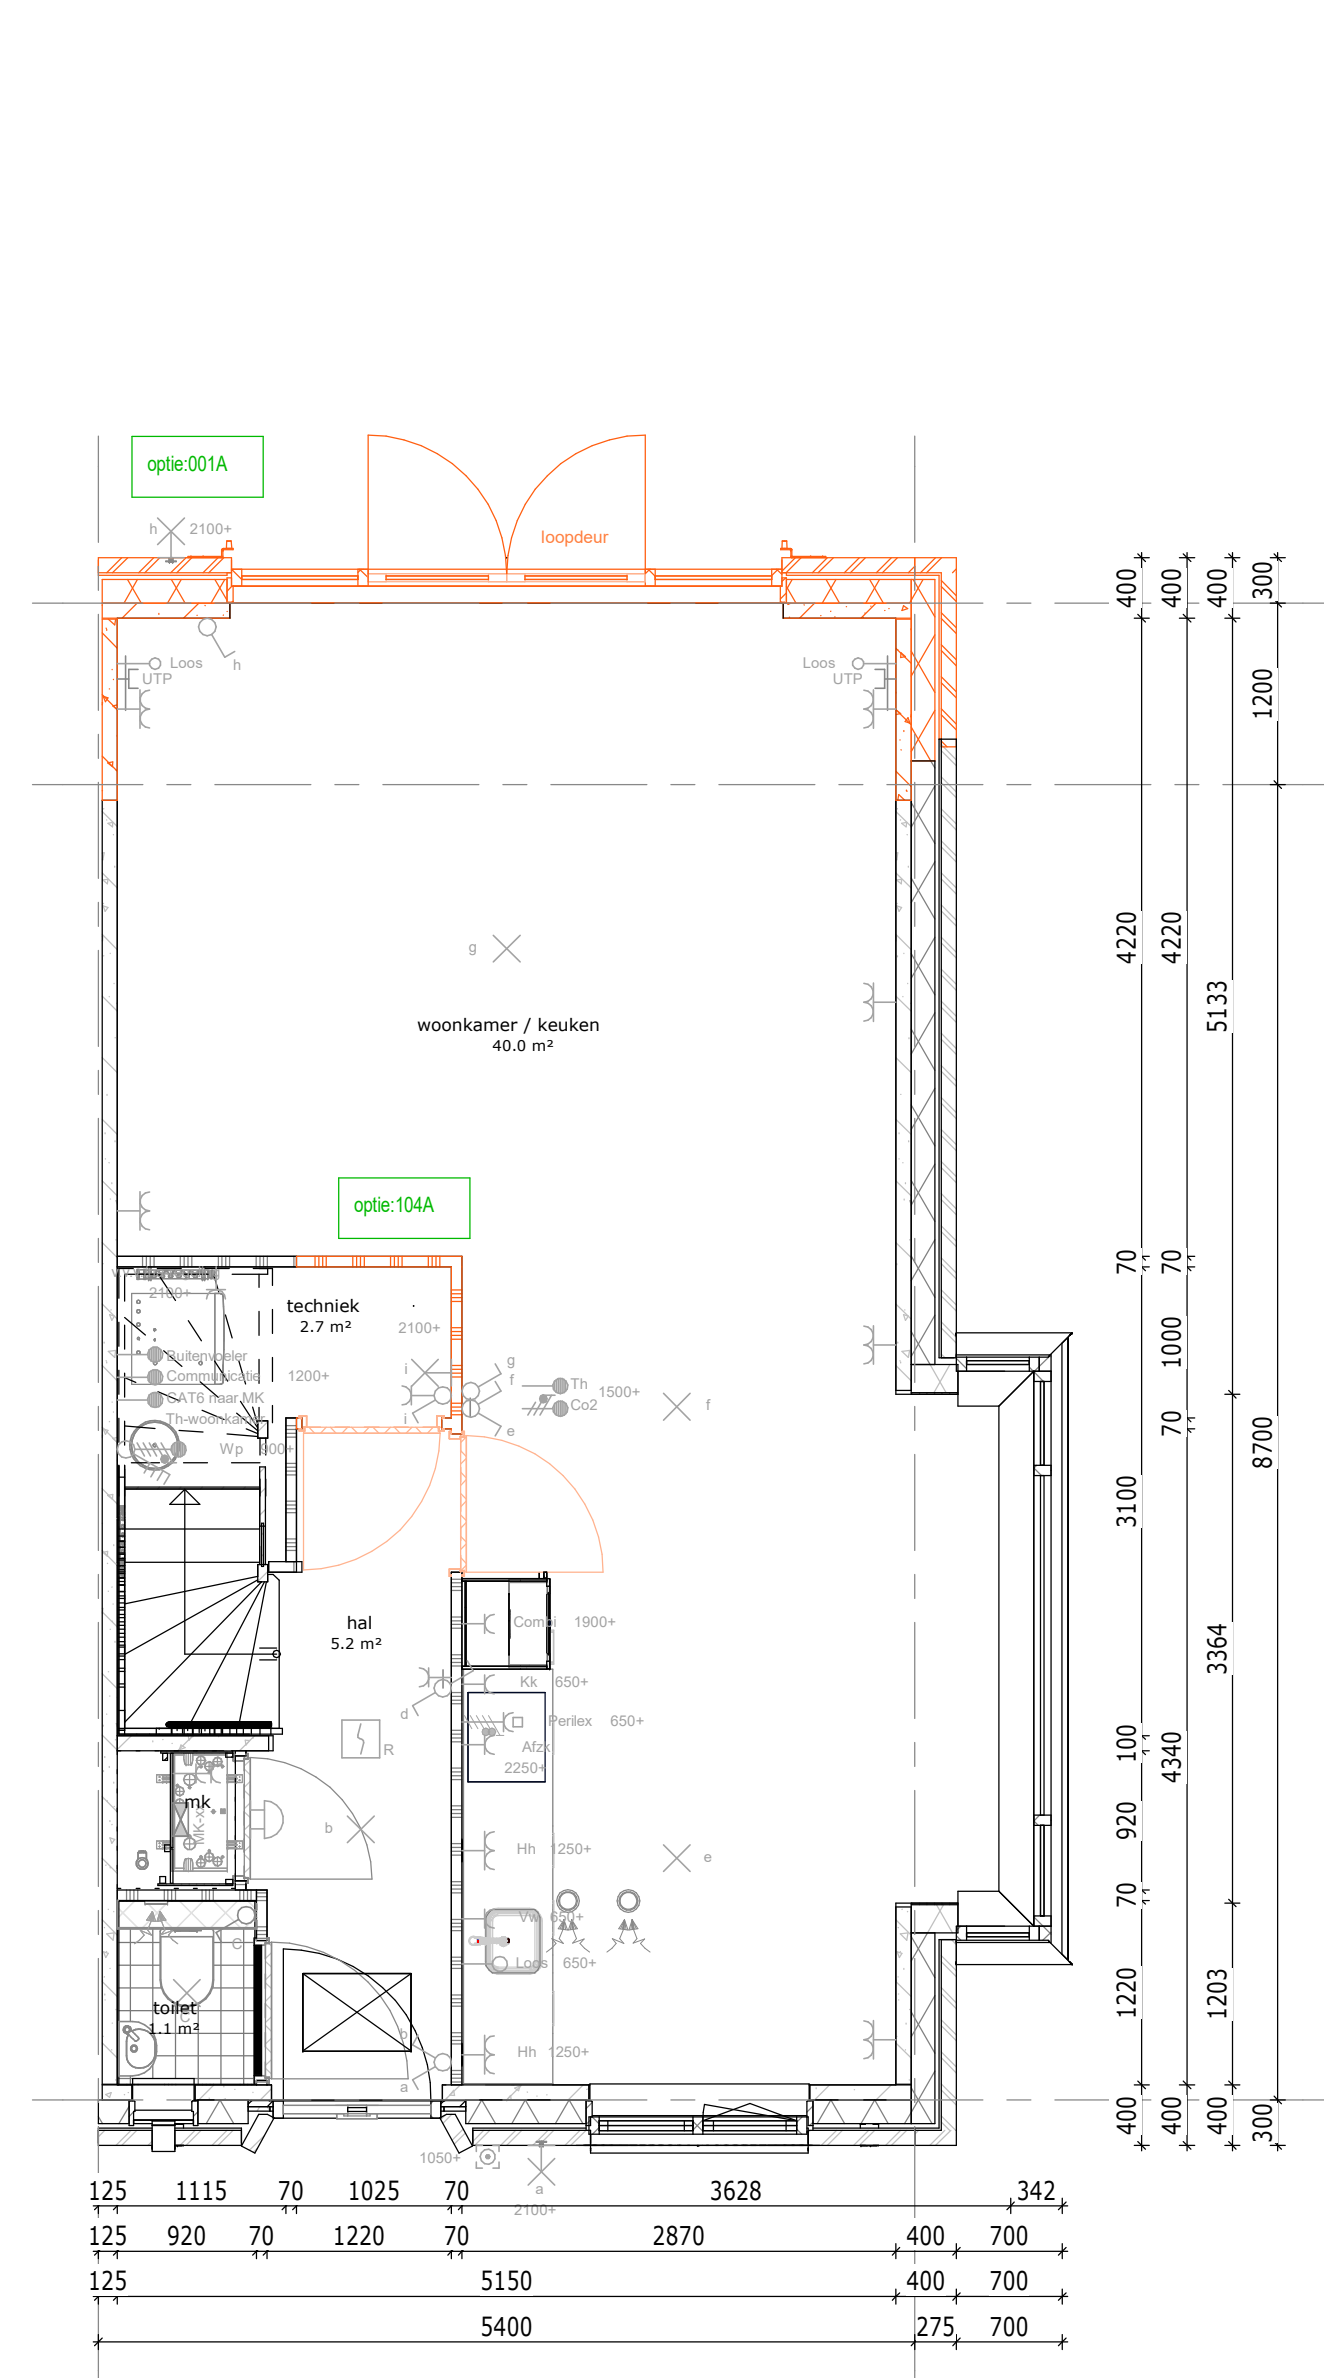 optie:001A
h 2100+
loopdeur
h
Loos
UTP
Loos
UTP
400 400 400 300
1200
g
woonkamer / keuken
40.0 m²
4220 4220 5133
optie:104A
techniek
2.7 m²
2100+
2100+
70 70
1000
Buitenvoeler
Communicatie 1200+
CAT6 naar MK
Th-woonkamer
Wp 900+
i
i
g
f
e
Th
Co2
1500+
f
70
8700
3100
hal
5.2 m²
Combi 1900+
Kk 650+
d
Perilex 650+
R
Afzk
2250+
3364
100
4340
mk
b
Hh 1250+
e
920
Vw 650+
C
Loos 650+
70
toilet
1.1 m²
C
b
a
Hh 1250+
1220 1203
400 400 400 300
1050+
a
2100+
125 1115 70 1025 70 3628 342
125 920 70 1220 70 2870 400 700
125 5150 400 700
5400 275 700